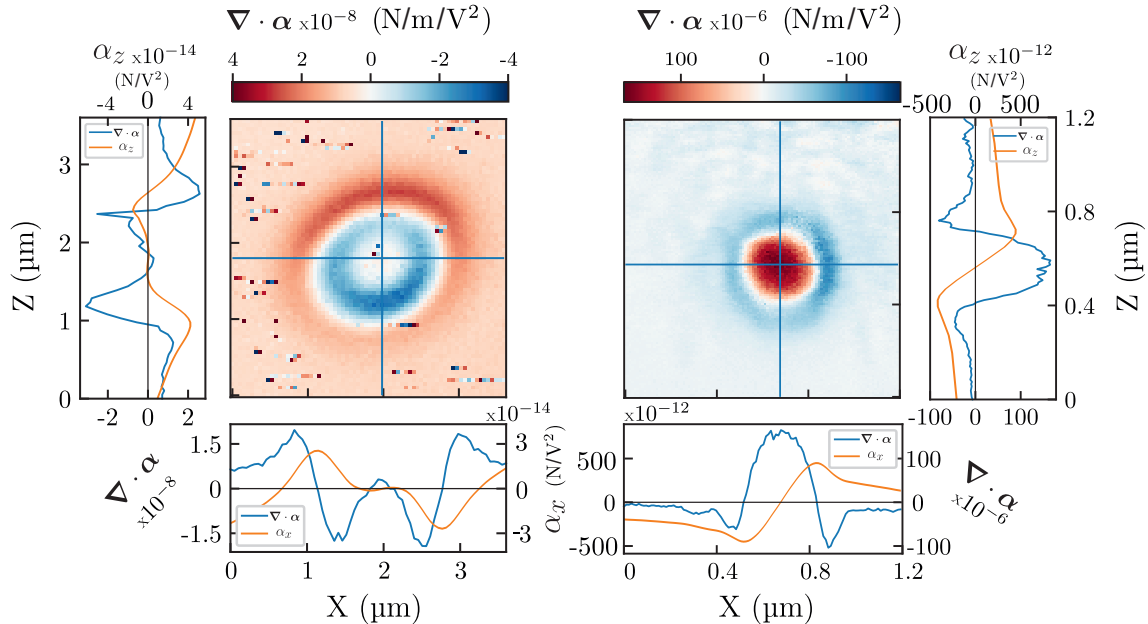 ∇ · α x10⁻⁸ (N/m/V²)
∇ · α x10⁻⁶ (N/m/V²)
α_z x10⁻¹⁴
(N/V²)
-4 0 4
4 2 0 -2 -4
100 0 -100
α_z x10⁻¹²
(N/V²)
-500 0 500
∇ · α
α_z
3
2
1
0
Z (µm)
-2 0 2
∇ · α
α_z
1.2
0.8
0.4
0
Z (µm)
-100 0 100
∇ · α
x10⁻⁸
1.5
0
-1.5
∇ · α
α_x
x10⁻¹⁴
3
0
-3
α_x (N/V²)
0 1 2 3
X (µm)
x10⁻¹²
500
0
-500
∇ · α
α_x
100
0
-100
∇ · α
x10⁻⁶
0 0.4 0.8 1.2
X (µm)